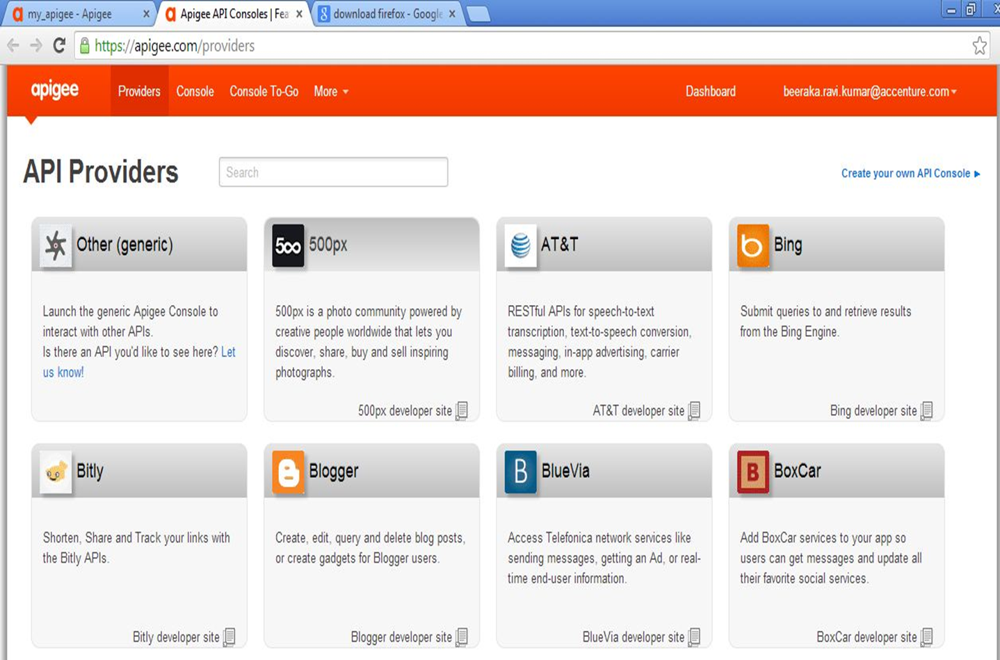 my_apigee - Apigee
Apigee API Consoles | Fea
download firefox - Google
https://apigee.com/providers
apigee
Providers
Console
Console To-Go
More
Dashboard
beeraka.ravi.kumar@accenture.com
API Providers
Search
Create your own API Console
Other (generic)
Launch the generic Apigee Console to
interact with other APIs.
Is there an API you'd like to see here? Let
us know!
500
500px
500px is a photo community powered by
creative people worldwide that lets you
discover, share, buy and sell inspiring
photographs.
500px developer site
AT&T
RESTful APIs for speech-to-text
transcription, text-to-speech conversion,
messaging, in-app advertising, carrier
billing, and more.
AT&T developer site
b
Bing
Submit queries to and retrieve results
from the Bing Engine.
Bing developer site
Bitly
Shorten, Share and Track your links with
the Bitly APIs.
Bitly developer site
B
Blogger
Create, edit, query and delete blog posts,
or create gadgets for Blogger users.
Blogger developer site
B
BlueVia
Access Telefonica network services like
sending messages, getting an Ad, or real-
time end-user information.
BlueVia developer site
B
BoxCar
Add BoxCar services to your app so
users can get messages and update all
their favorite social services.
BoxCar developer site